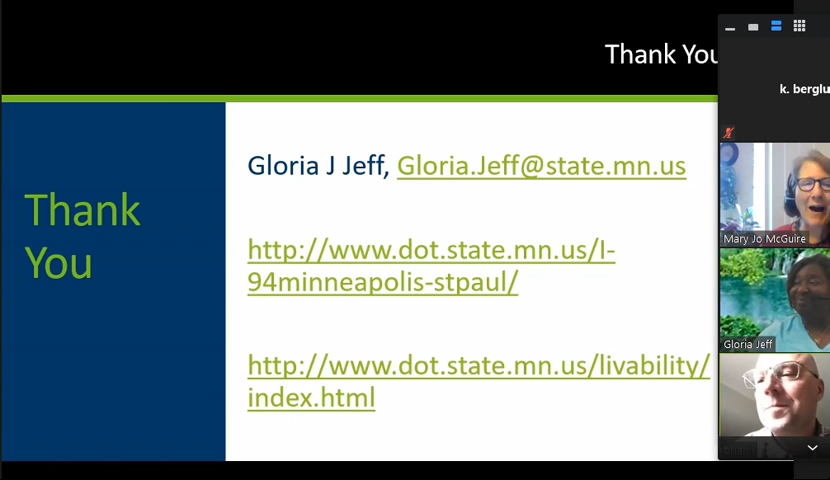 Thank You
k. berglu
Thank
You
Gloria J Jeff, Gloria.Jeff@state.mn.us
http://www.dot.state.mn.us/I-
94minneapolis-stpaul/
http://www.dot.state.mn.us/livability/
index.html
Mary Jo McGuire
Gloria Jeff